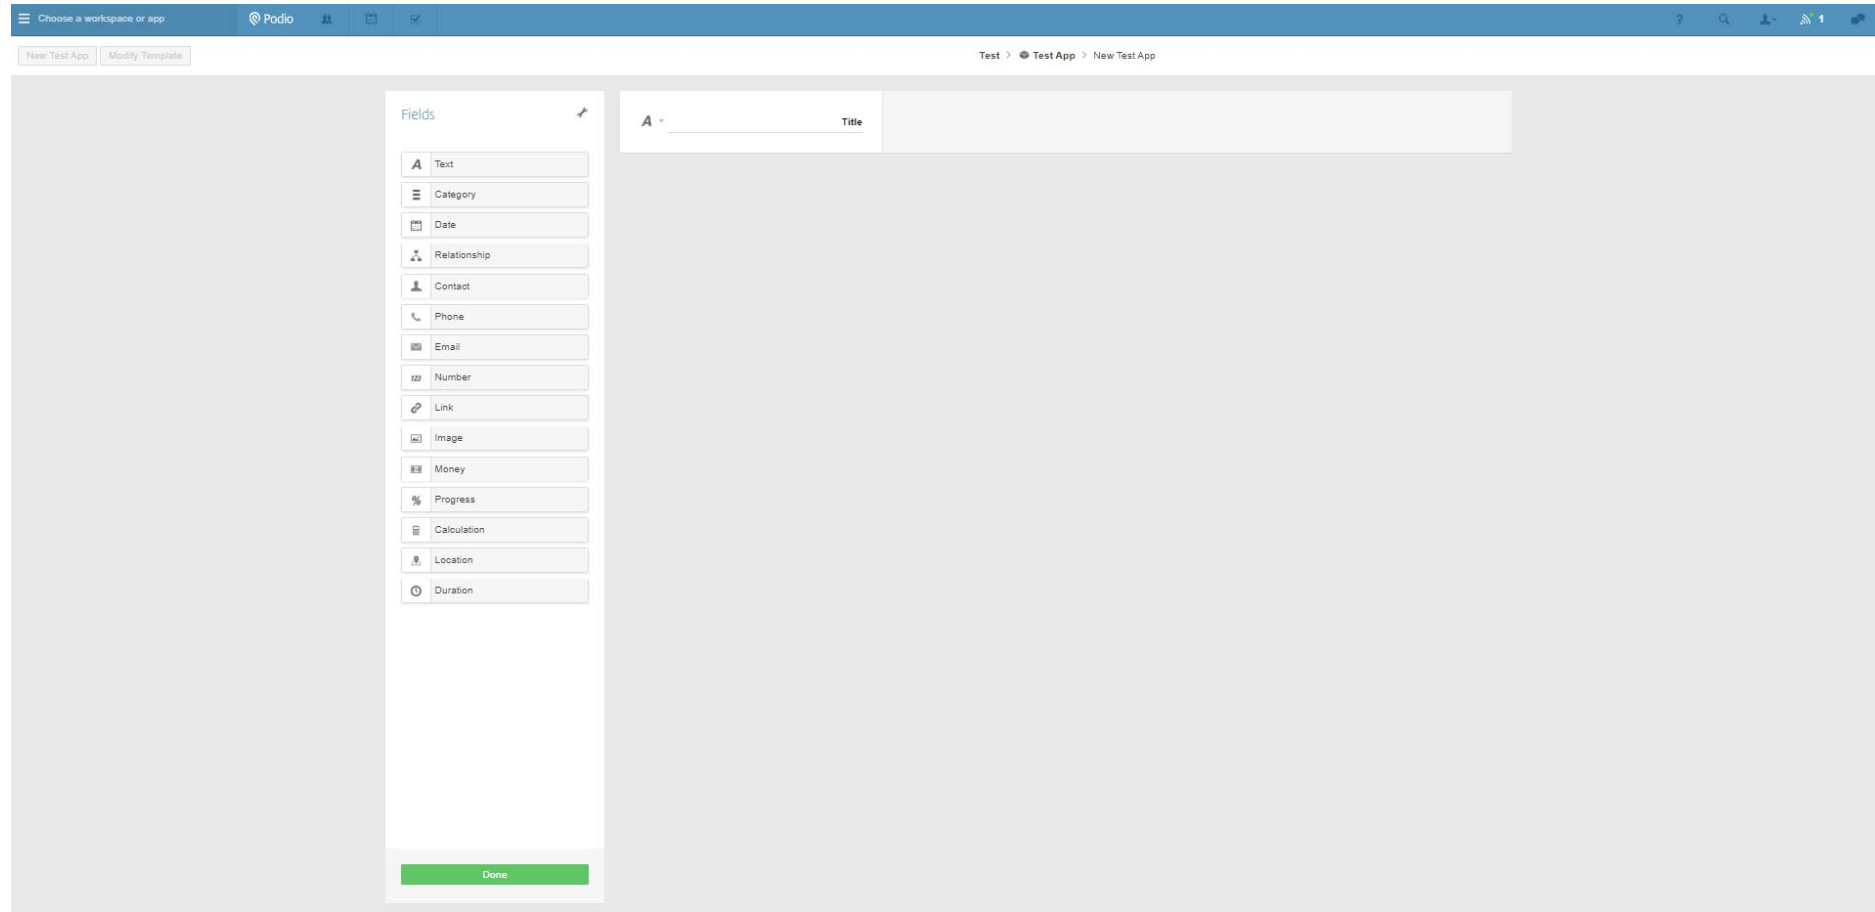 Choose a workspace or app
Podio
? 1
New Test App Modify Template
Test > Test App > New Test App
Fields
A Title
A Text
Category
Date
Relationship
Contact
Phone
Email
123 Number
Link
Image
Money
% Progress
Calculation
Location
Duration
Done